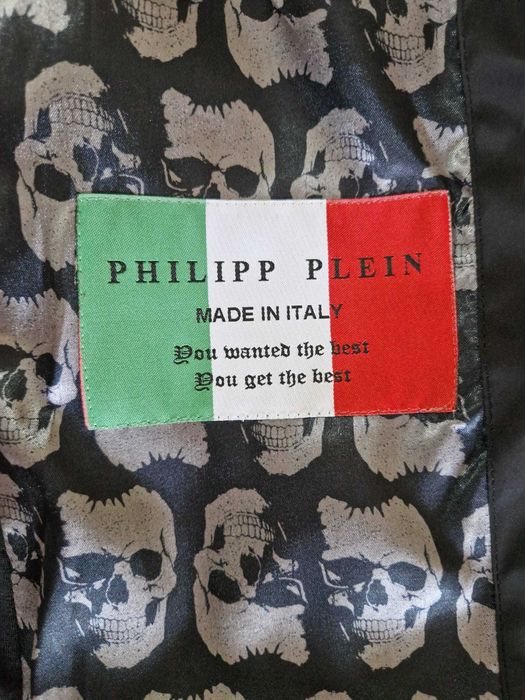 PHILIPP PLEIN
MADE IN ITALY
You wanted the best
You get the best